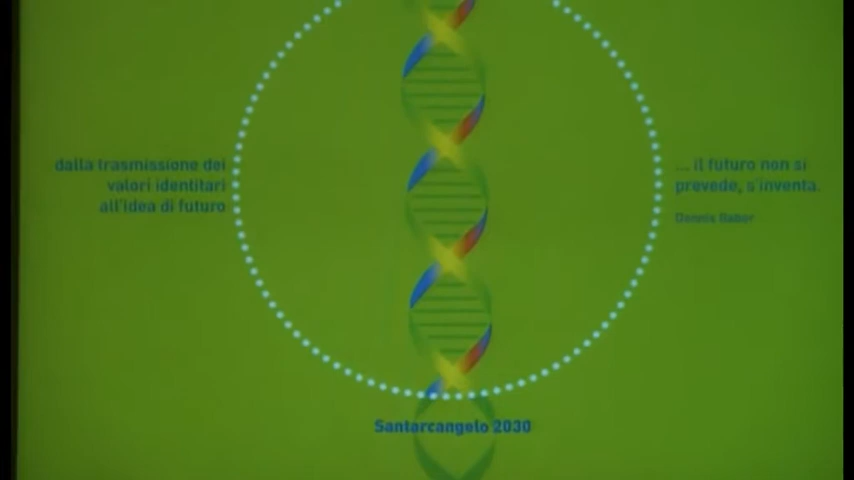 dalla trasmissione dei
valori identitari
all'idea di futuro
... il futuro non si
prevede, s'inventa.
Dennis Gabor
Santarcangelo 2030